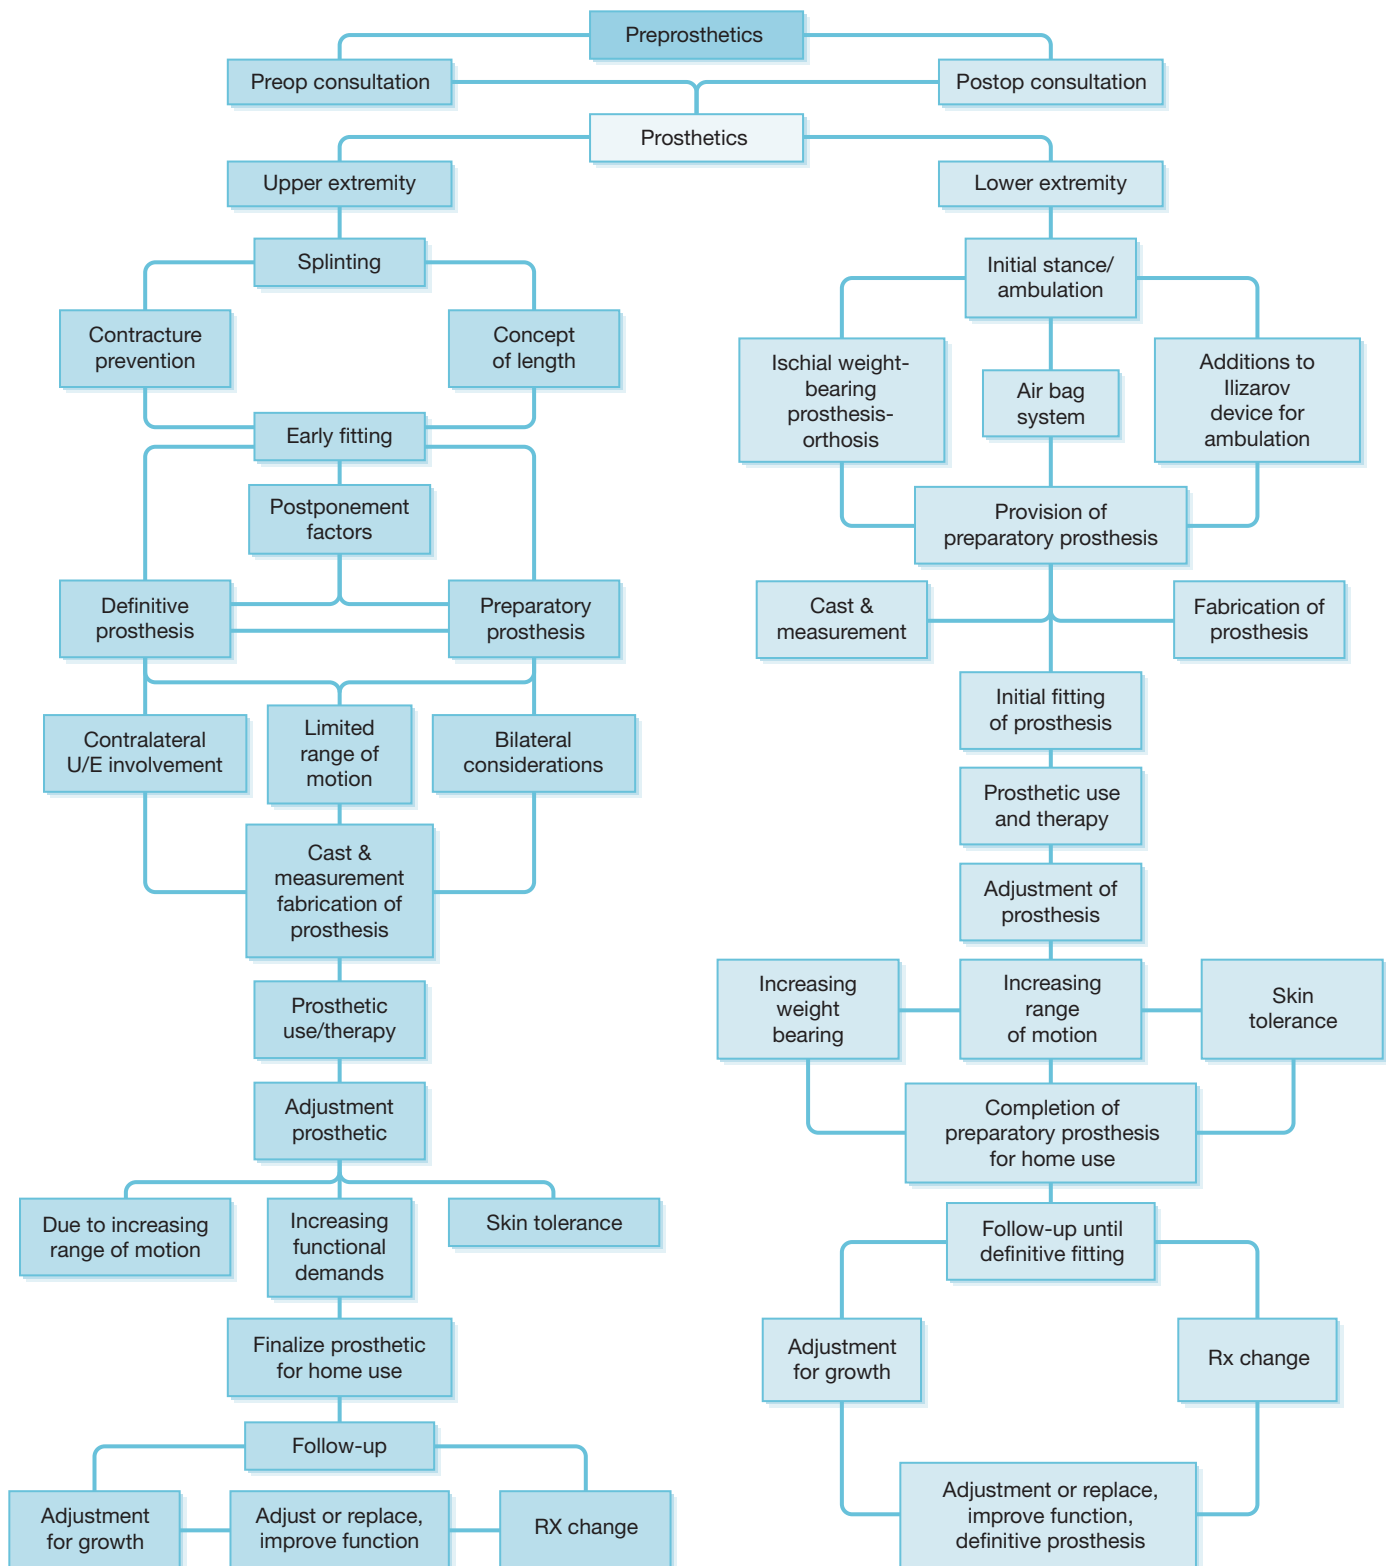 Preprosthetics
Preop consultation
Postop consultation
Prosthetics
Upper extremity
Lower extremity
Splinting
Contracture
prevention
Concept
of length
Early fitting
Postponement
factors
Definitive
prosthesis
Preparatory
prosthesis
Contralateral
U/E involvement
Limited
range of
motion
Bilateral
considerations
Cast &
measurement
fabrication of
prosthesis
Prosthetic
use/therapy
Adjustment
prosthetic
Due to increasing
range of motion
Increasing
functional
demands
Skin tolerance
Finalize prosthetic
for home use
Follow-up
Adjustment
for growth
Adjust or replace,
improve function
RX change
Initial stance/
ambulation
Ischial weight-
bearing
prosthesis-
orthosis
Air bag
system
Additions to
Ilizarov
device for
ambulation
Provision of
preparatory prosthesis
Cast &
measurement
Fabrication of
prosthesis
Initial fitting
of prosthesis
Prosthetic use
and therapy
Adjustment of
prosthesis
Increasing
weight
bearing
Increasing
range
of motion
Skin
tolerance
Completion of
preparatory prosthesis
for home use
Follow-up until
definitive fitting
Adjustment
for growth
Rx change
Adjustment or replace,
improve function,
definitive prosthesis